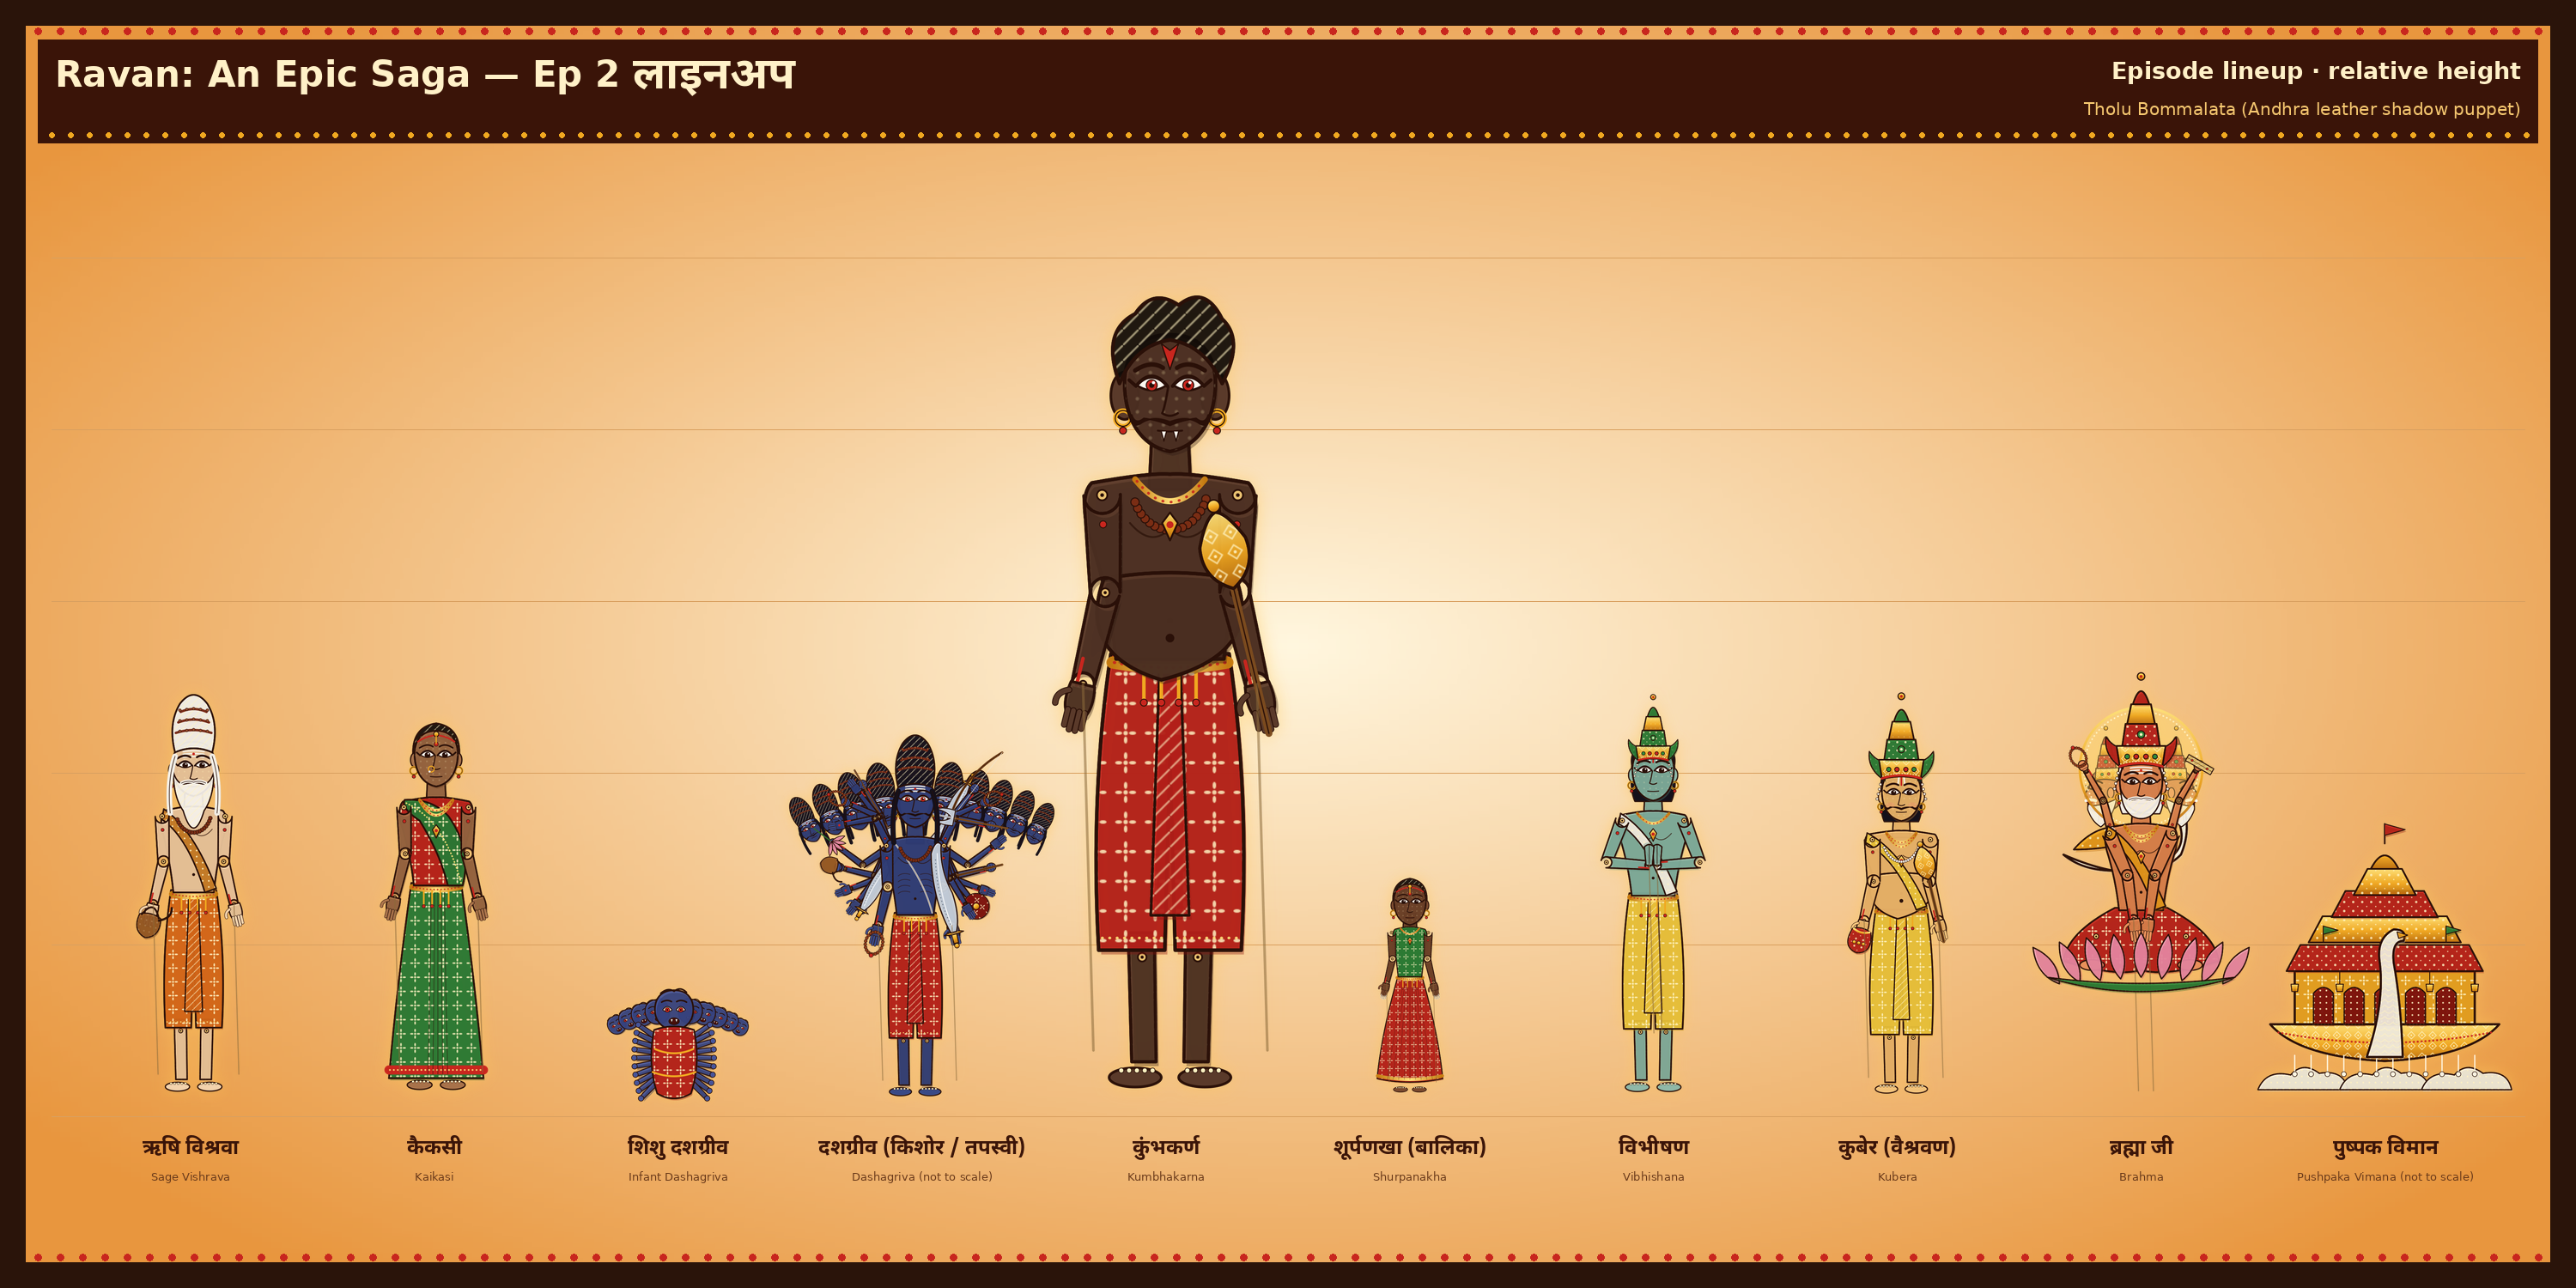 Ravan: An Epic Saga — Ep 2 लाइनअप
Episode lineup · relative height
Tholu Bommalata (Andhra leather shadow puppet)
ऋषि विश्रवा
Sage Vishrava
कैकसी
Kaikasi
शिशु दशग्रीव
Infant Dashagriva
दशग्रीव (किशोर / तपस्वी)
Dashagriva (not to scale)
कुंभकर्ण
Kumbhakarna
शूर्पणखा (बालिका)
Shurpanakha
विभीषण
Vibhishana
कुबेर (वैश्रवण)
Kubera
ब्रह्मा जी
Brahma
पुष्पक विमान
Pushpaka Vimana (not to scale)